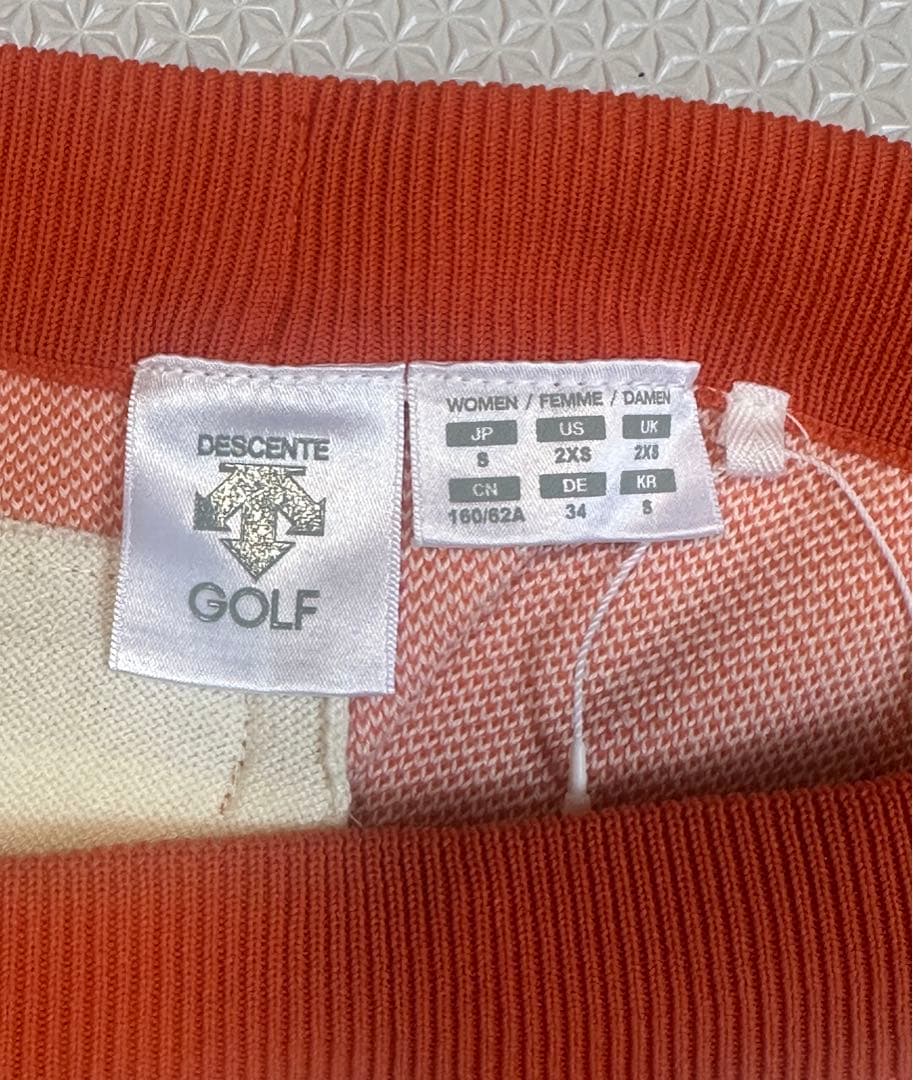 DESCENTE
GOLF
WOMEN / FEMME / DAMEN
JP US UK
S 2XS 2XS
CN DE KR
160/62A 34 S